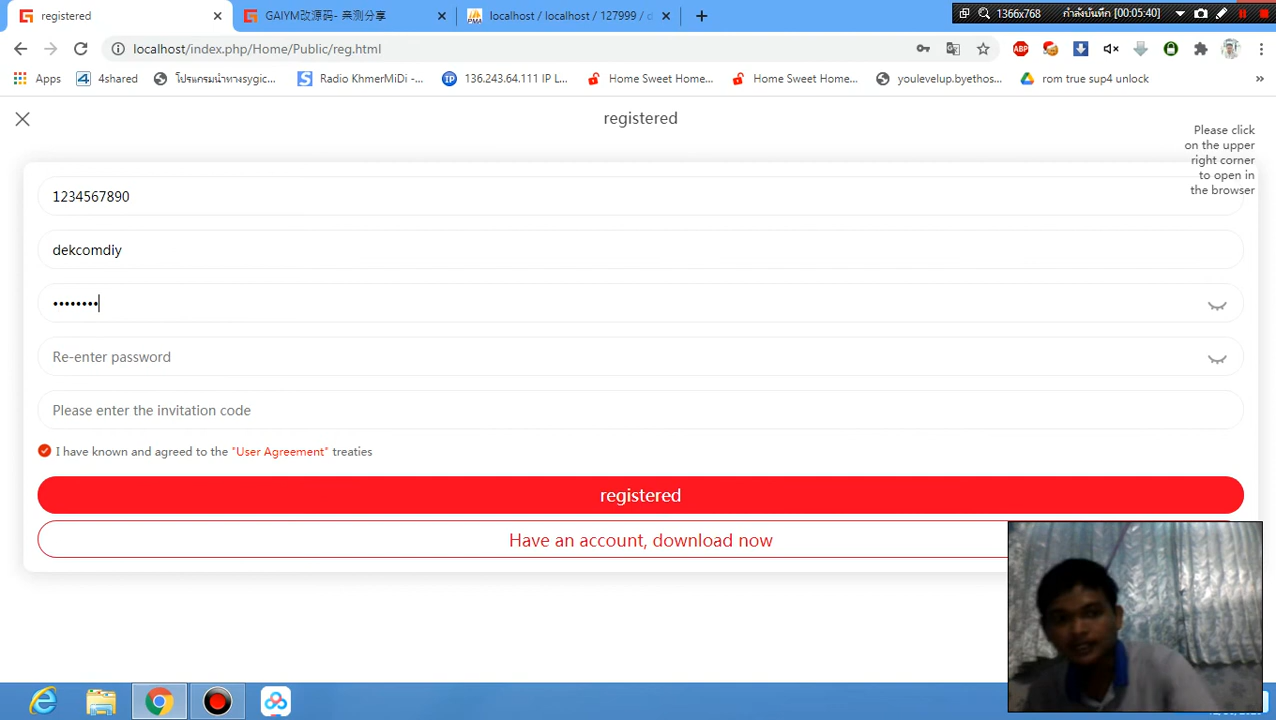 registered
GAIYM改源码- 亲测分享
localhost / localhost / 127999 / d
1366x768
กำลังบันทึก [00:05:40]
localhost/index.php/Home/Public/reg.html
ABP
Apps
4shared
โปรแกรมนำทางsygic...
Radio KhmerMiDi -...
136.243.64.111 IP L...
Home Sweet Home...
Home Sweet Home...
youlevelup.byethos...
rom true sup4 unlock
»
registered
Please click
on the upper
right corner
to open in
the browser
1234567890
dekcomdiy
••••••••
Re-enter password
Please enter the invitation code
I have known and agreed to the "User Agreement" treaties
registered
Have an account, download now